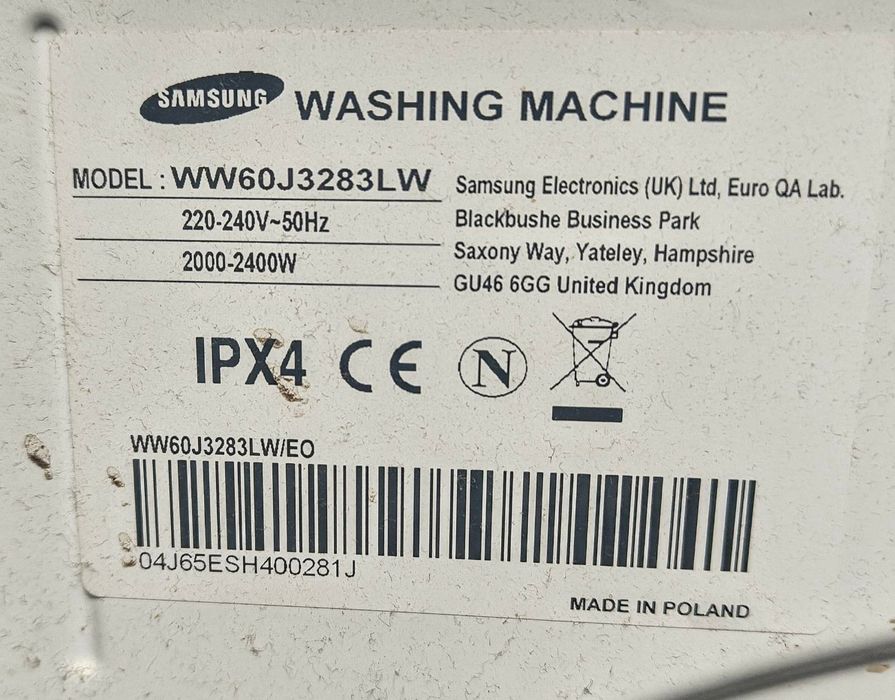 SAMSUNG WASHING MACHINE
MODEL : WW60J3283LW
220-240V~50Hz
2000-2400W
Samsung Electronics (UK) Ltd, Euro QA Lab.
Blackbushe Business Park
Saxony Way, Yateley, Hampshire
GU46 6GG United Kingdom
IPX4 CE N
WW60J3283LW/EO
04J65ESH400281J
MADE IN POLAND